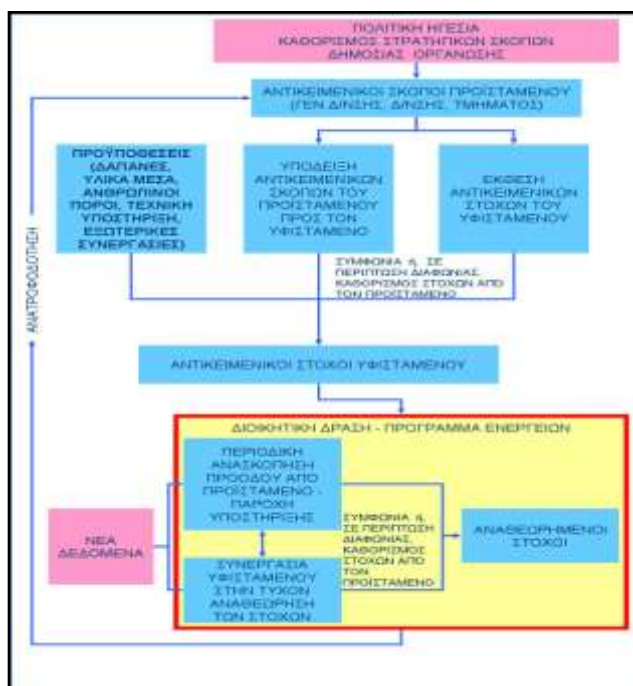 ΠΟΛΙΤΙΚΗ ΗΓΕΣΙΑ
ΚΑΘΟΡΙΣΜΟΣ ΣΤΡΑΤΗΓΙΚΩΝ ΣΚΟΠΩΝ
ΔΗΜΟΣΙΑΣ ΟΡΓΑΝΩΣΗΣ
ΑΝΤΙΚΕΙΜΕΝΙΚΟΙ ΣΚΟΠΟΙ ΠΡΟΪΣΤΑΜΕΝΟΥ
(ΓΕΝ.Δ/ΝΣΗΣ, Δ/ΝΣΗΣ, ΤΜΗΜΑΤΟΣ)
ΠΡΟΫΠΟΘΕΣΕΙΣ
(ΔΑΠΑΝΕΣ,
ΥΛΙΚΑ ΜΕΣΑ,
ΑΝΘΡΩΠΙΝΟΙ
ΠΟΡΟΙ, ΤΕΧΝΙΚΗ
ΥΠΟΣΤΗΡΙΞΗ,
ΕΞΩΤΕΡΙΚΕΣ
ΣΥΝΕΡΓΑΣΙΕΣ)
ΥΠΟΔΕΙΞΗ
ΑΝΤΙΚΕΙΜΕΝΙΚΩΝ
ΣΚΟΠΩΝ ΤΟΥ
ΠΡΟΪΣΤΑΜΕΝΟΥ
ΠΡΟΣ ΤΟΝ
ΥΦΙΣΤΑΜΕΝΟ
ΕΚΘΕΣΗ
ΑΝΤΙΚΕΙΜΕΝΙΚΩΝ
ΣΤΟΧΩΝ ΤΟΥ
ΥΦΙΣΤΑΜΕΝΟΥ
ΣΥΜΦΩΝΙΑ ή, ΣΕ
ΠΕΡΙΠΤΩΣΗ ΔΙΑΦΩΝΙΑΣ,
ΚΑΘΟΡΙΣΜΟΣ ΣΤΟΧΩΝ ΑΠΟ
ΤΟΝ ΠΡΟΪΣΤΑΜΕΝΟ
ΑΝΑΤΡΟΦΟΔΟΤΗΣΗ
ΑΝΤΙΚΕΙΜΕΝΙΚΟΙ ΣΤΟΧΟΙ ΥΦΙΣΤΑΜΕΝΟΥ
ΔΙΟΙΚΗΤΙΚΗ ΔΡΑΣΗ - ΠΡΟΓΡΑΜΜΑ ΕΝΕΡΓΕΙΩΝ
ΠΕΡΙΟΔΙΚΗ
ΑΝΑΣΚΟΠΗΣΗ
ΠΡΟΟΔΟΥ ΑΠΟ
ΠΡΟΪΣΤΑΜΕΝΟ -
ΠΑΡΟΧΗ
ΥΠΟΣΤΗΡΙΞΗΣ
ΝΕΑ
ΔΕΔΟΜΕΝΑ
ΣΥΜΦΩΝΙΑ ή,
ΣΕ ΠΕΡΙΠΤΩΣΗ
ΔΙΑΦΩΝΙΑΣ,
ΚΑΘΟΡΙΣΜΟΣ
ΣΤΟΧΩΝ ΑΠΟ
ΤΟΝ
ΠΡΟΪΣΤΑΜΕΝΟ
ΑΝΑΘΕΩΡΗΜΕΝΟΙ
ΣΤΟΧΟΙ
ΣΥΝΕΡΓΑΣΙΑ
ΥΦΙΣΤΑΜΕΝΟΥ
ΣΤΗΝ ΤΥΧΟΝ
ΑΝΑΘΕΩΡΗΣΗ
ΤΩΝ ΣΤΟΧΩΝ